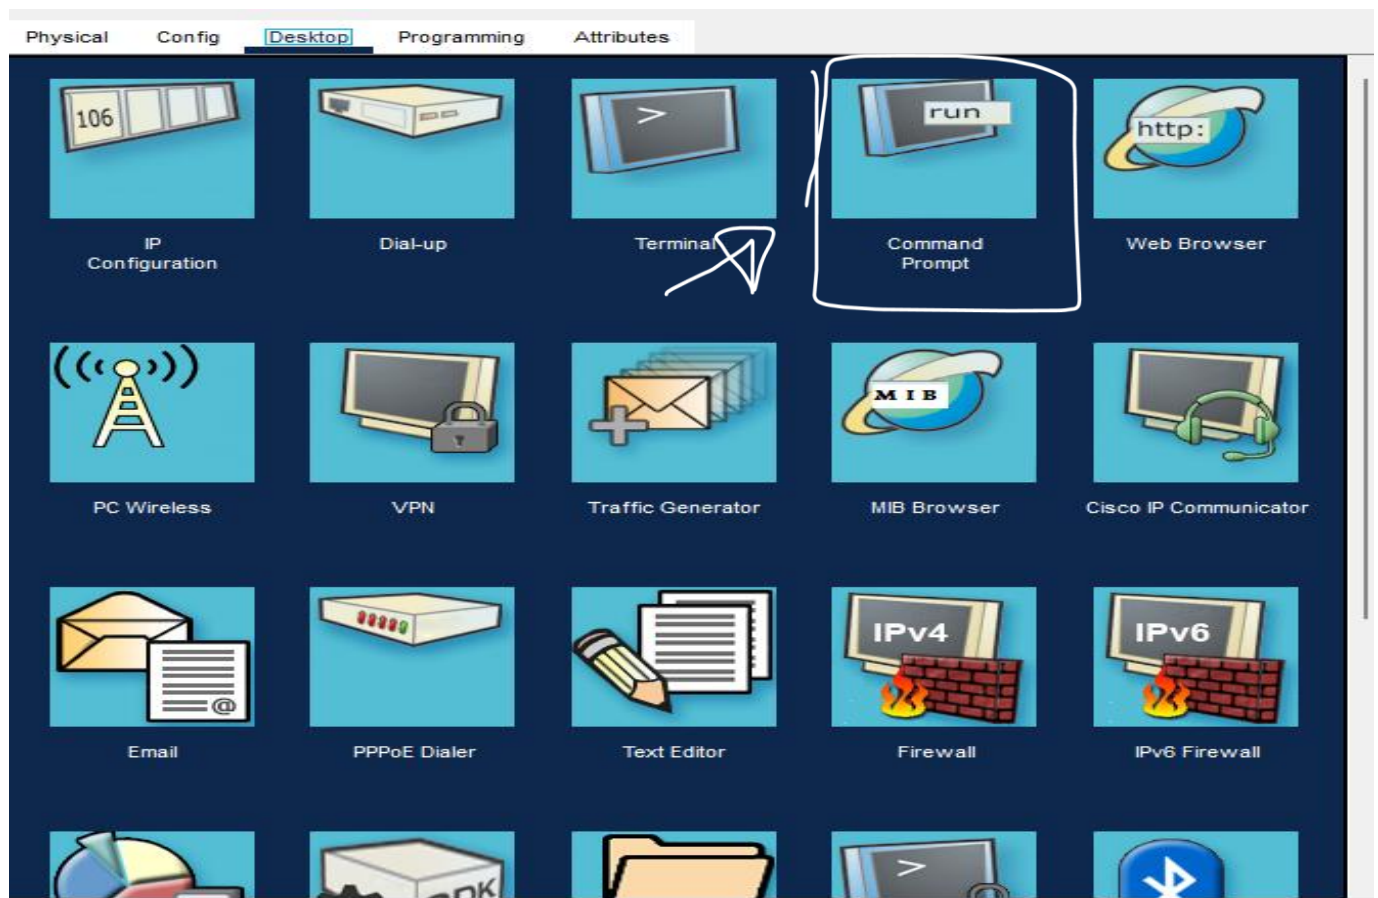 Physical Config Desktop Programming Attributes
106
>
run
http:
IP
Configuration
Dial-up
Terminal
Command
Prompt
Web Browser
MIB
PC Wireless
VPN
Traffic Generator
MIB Browser
Cisco IP Communicator
@
IPv4
IPv6
Email
PPPoE Dialer
Text Editor
Firewall
IPv6 Firewall
>